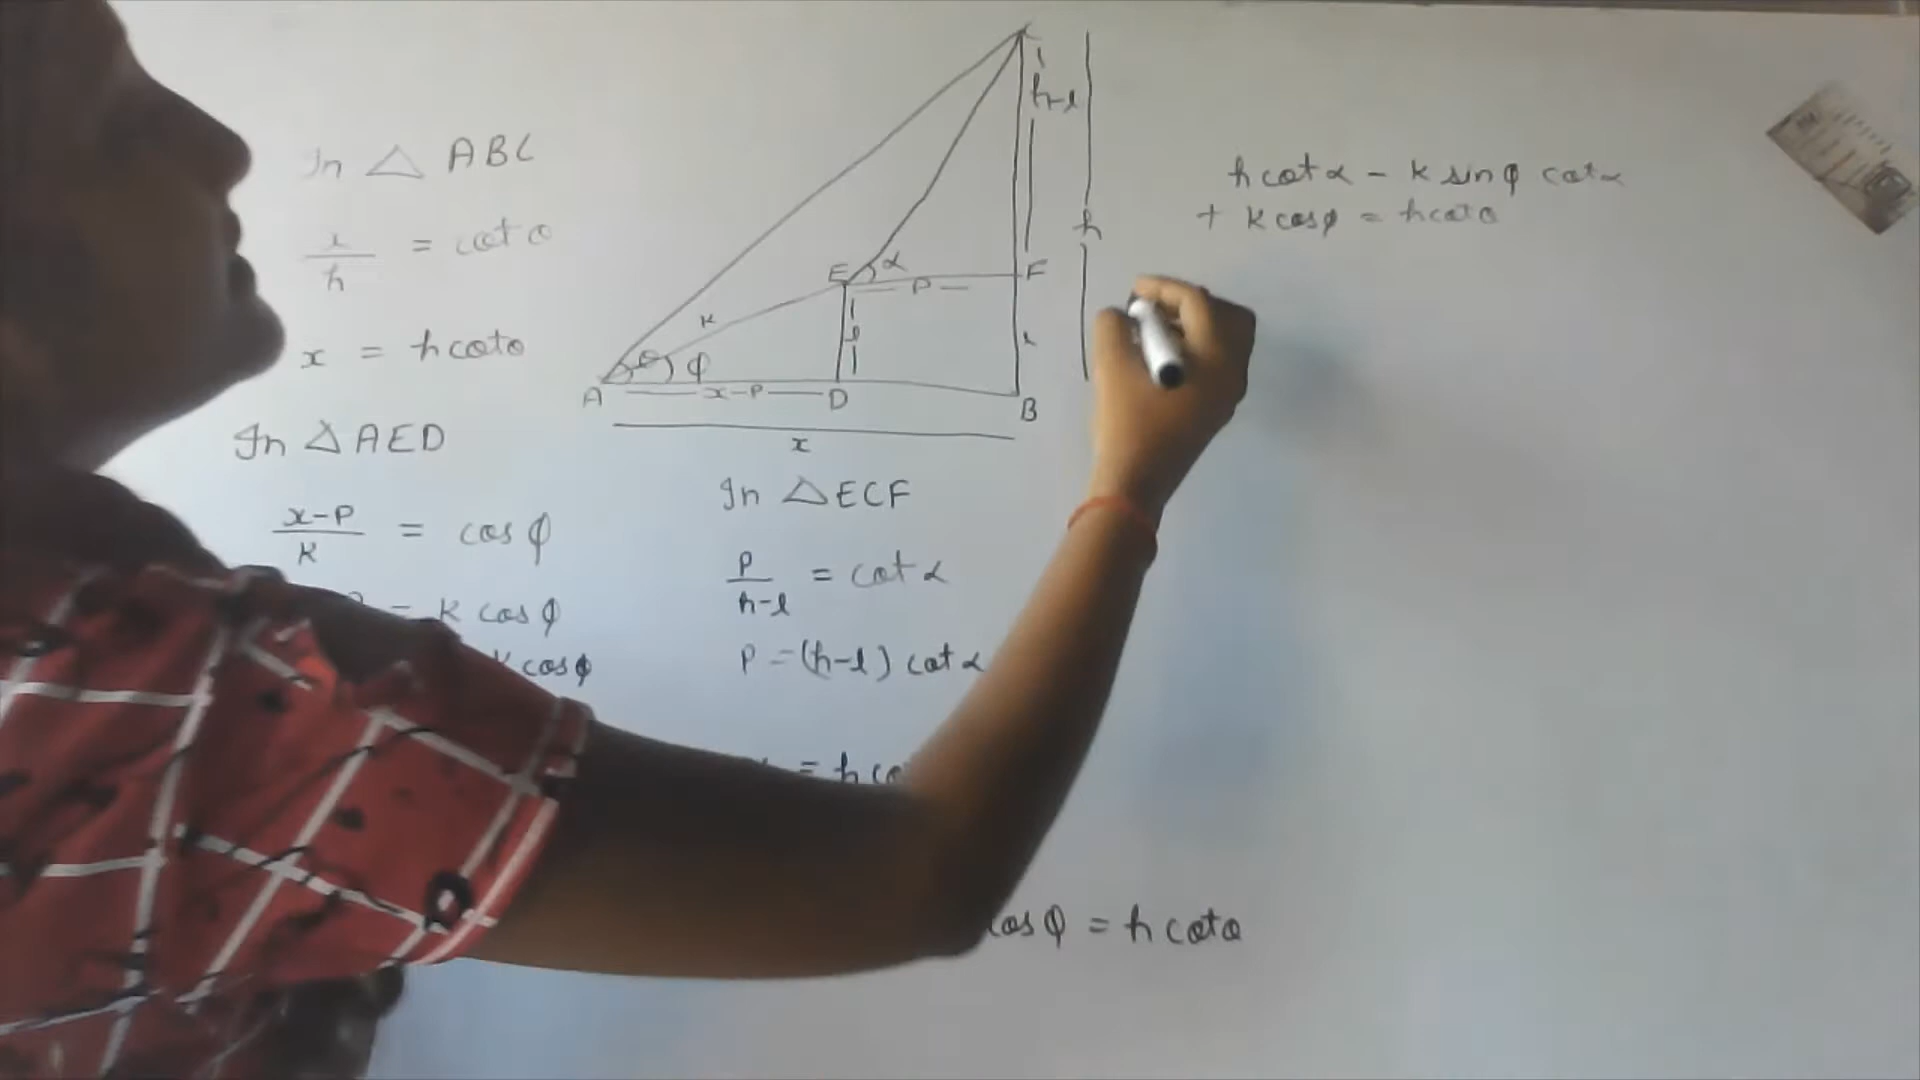 In △ ABC
x/h = cot θ
x = h cot θ
In △ AED
x-P/K = cos φ
= K cos φ
K cos φ
h-l
h
E α
P
F
K
l
l
θ φ
A x-P D B
x
In △ ECF
P/h-l = cot α
P = (h-l) cot α
= h co
cos φ = h cot θ
h cot α - K sin φ cot α
+ K cos φ = h cot θ